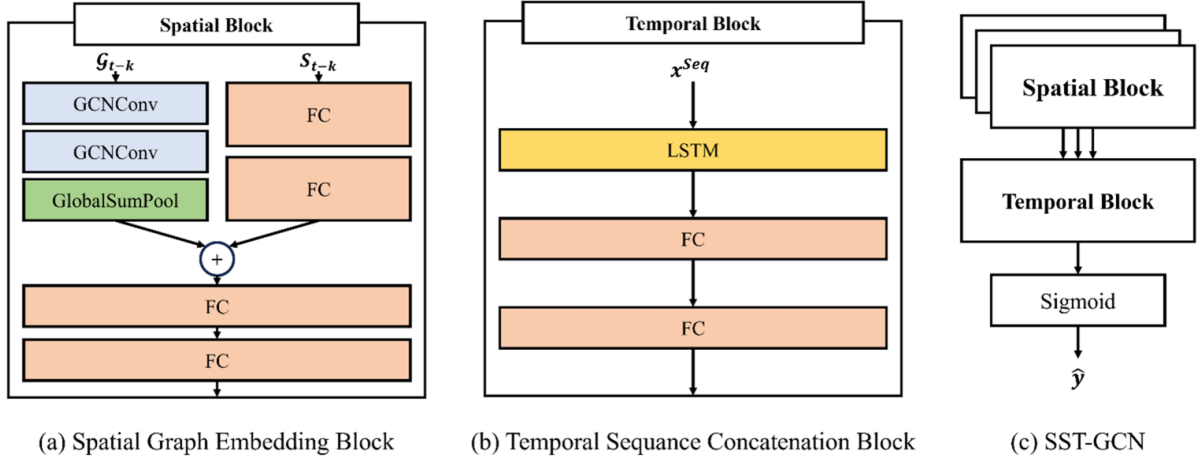 Spatial Block
𝒢t−k
St−k
GCNConv
GCNConv
GlobalSumPool
FC
FC
+
FC
FC
(a) Spatial Graph Embedding Block
Temporal Block
xSeq
LSTM
FC
FC
(b) Temporal Sequance Concatenation Block
Spatial Block
Temporal Block
Sigmoid
ŷ
(c) SST-GCN